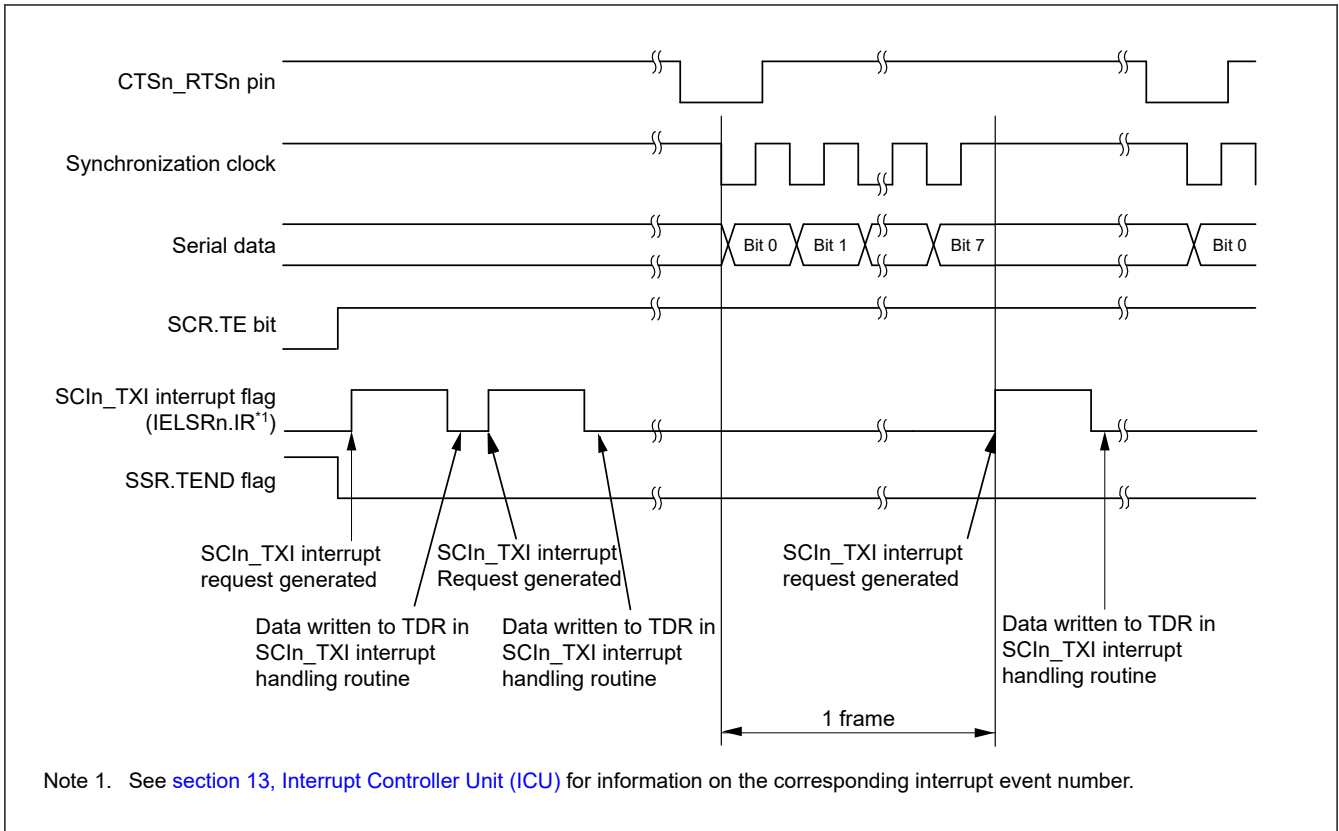 CTSn_RTSn pin
Synchronization clock
Serial data
Bit 0
Bit 1
Bit 7
Bit 0
SCR.TE bit
SCIn_TXI interrupt flag
(IELSRn.IR*1)
SSR.TEND flag
SCIn_TXI interrupt
request generated
SCIn_TXI interrupt
Request generated
SCIn_TXI interrupt
request generated
Data written to TDR in
SCIn_TXI interrupt
handling routine
Data written to TDR in
SCIn_TXI interrupt
handling routine
Data written to TDR in
SCIn_TXI interrupt
handling routine
1 frame
Note 1. See section 13, Interrupt Controller Unit (ICU) for information on the corresponding interrupt event number.